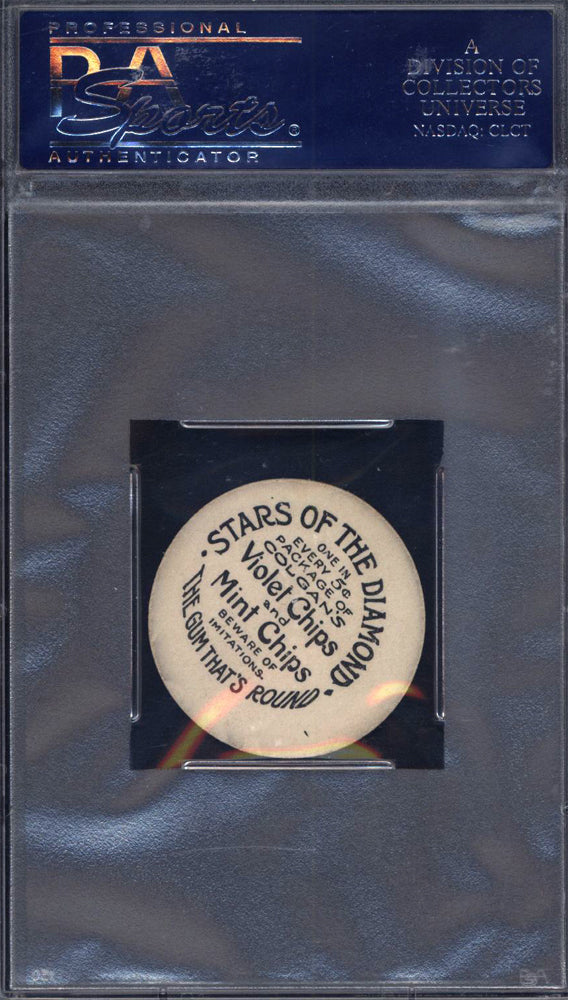 PROFESSIONAL
PSA
Sports®
AUTHENTICATOR
A
DIVISION OF
COLLECTORS
UNIVERSE
NASDAQ: CLCT
• STARS OF THE DIAMOND •
ONE IN
EVERY 5¢
PACKAGE OF
COLGAN'S
Violet Chips
and
Mint Chips
BEWARE OF
IMITATIONS.
THE GUM THAT'S ROUND
PSA